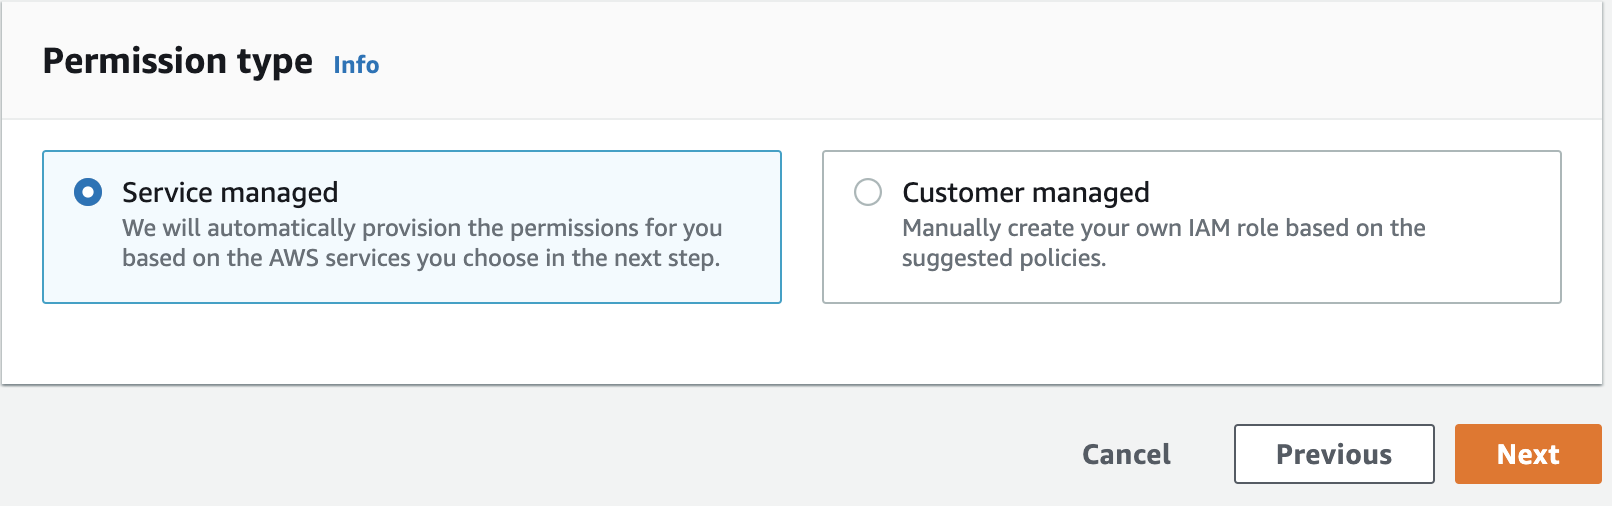 Permission type Info
Service managed
We will automatically provision the permissions for you
based on the AWS services you choose in the next step.
Customer managed
Manually create your own IAM role based on the
suggested policies.
Cancel
Previous
Next